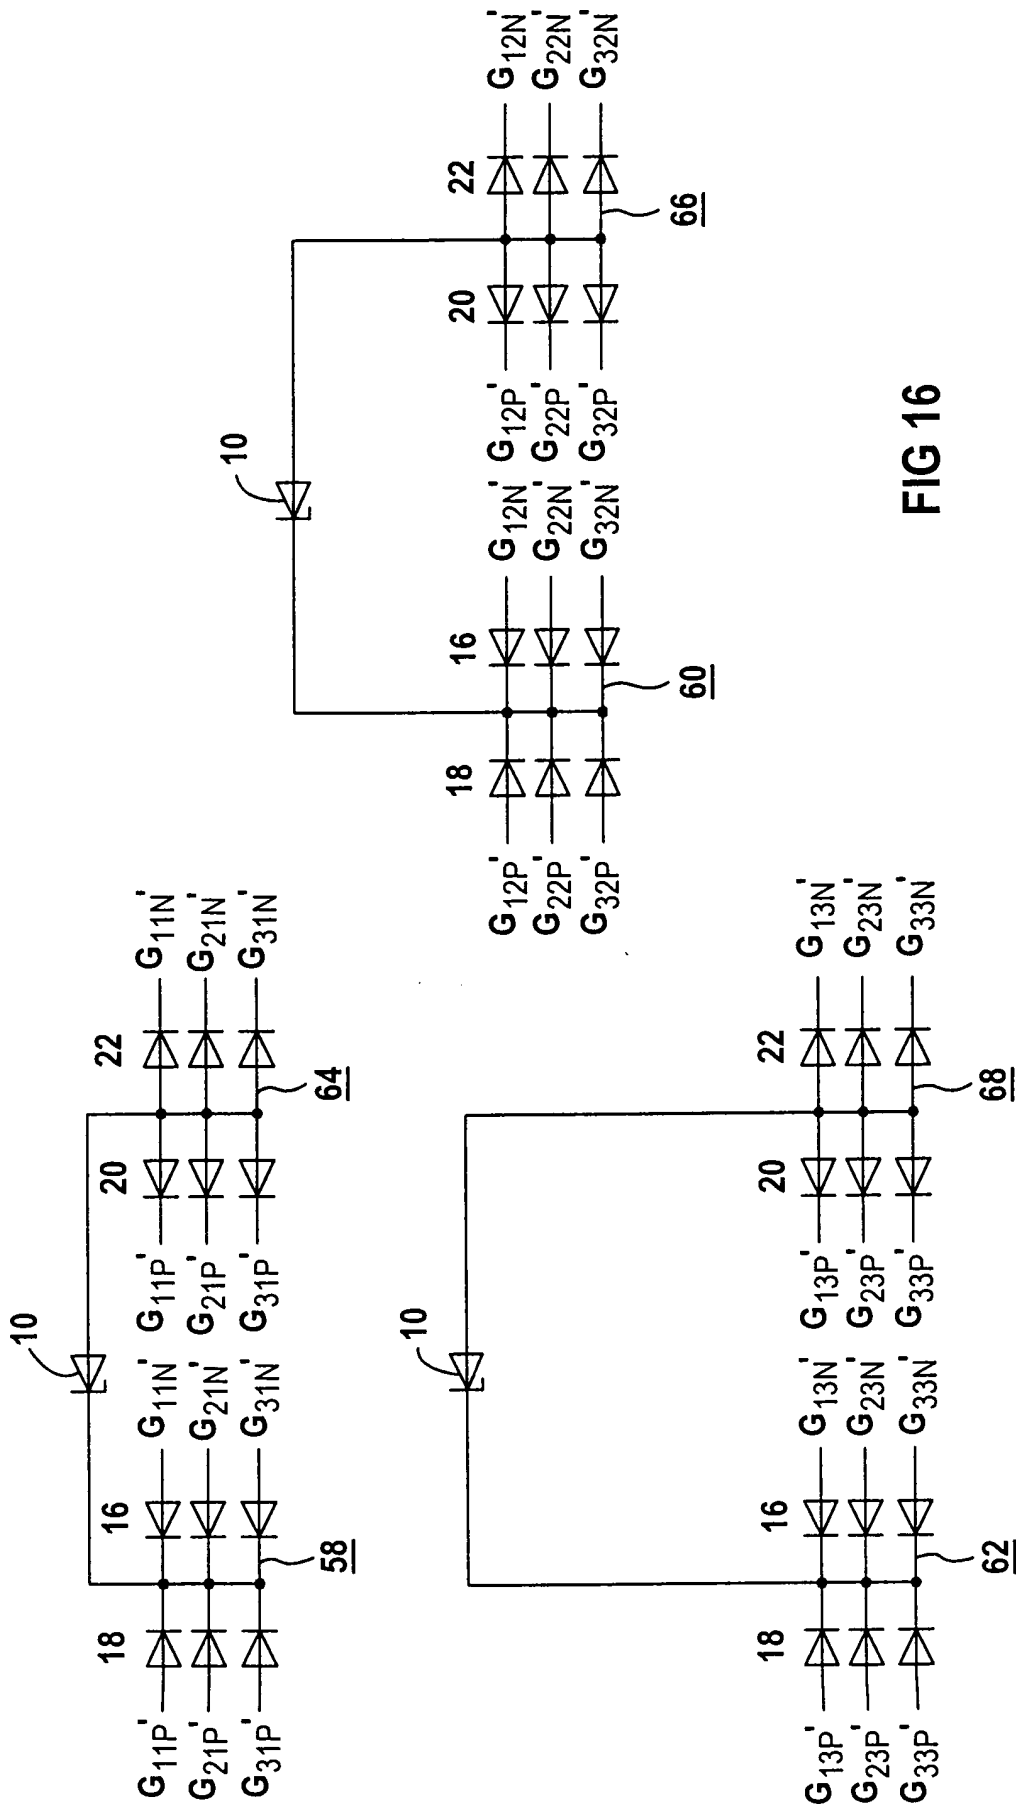 10
18 16 20 22
G11P' G11N' G11P' G11N'
G21P' G21N' G21P' G21N'
G31P' G31N' G31P' G31N'
58 64
10
18 16 20 22
G12P' G12N' G12P' G12N'
G22P' G22N' G22P' G22N'
G32P' G32N' G32P' G32N'
60 66
10
18 16 20 22
G13P' G13N' G13P' G13N'
G23P' G23N' G23P' G23N'
G33P' G33N' G33P' G33N'
62 68
FIG 16